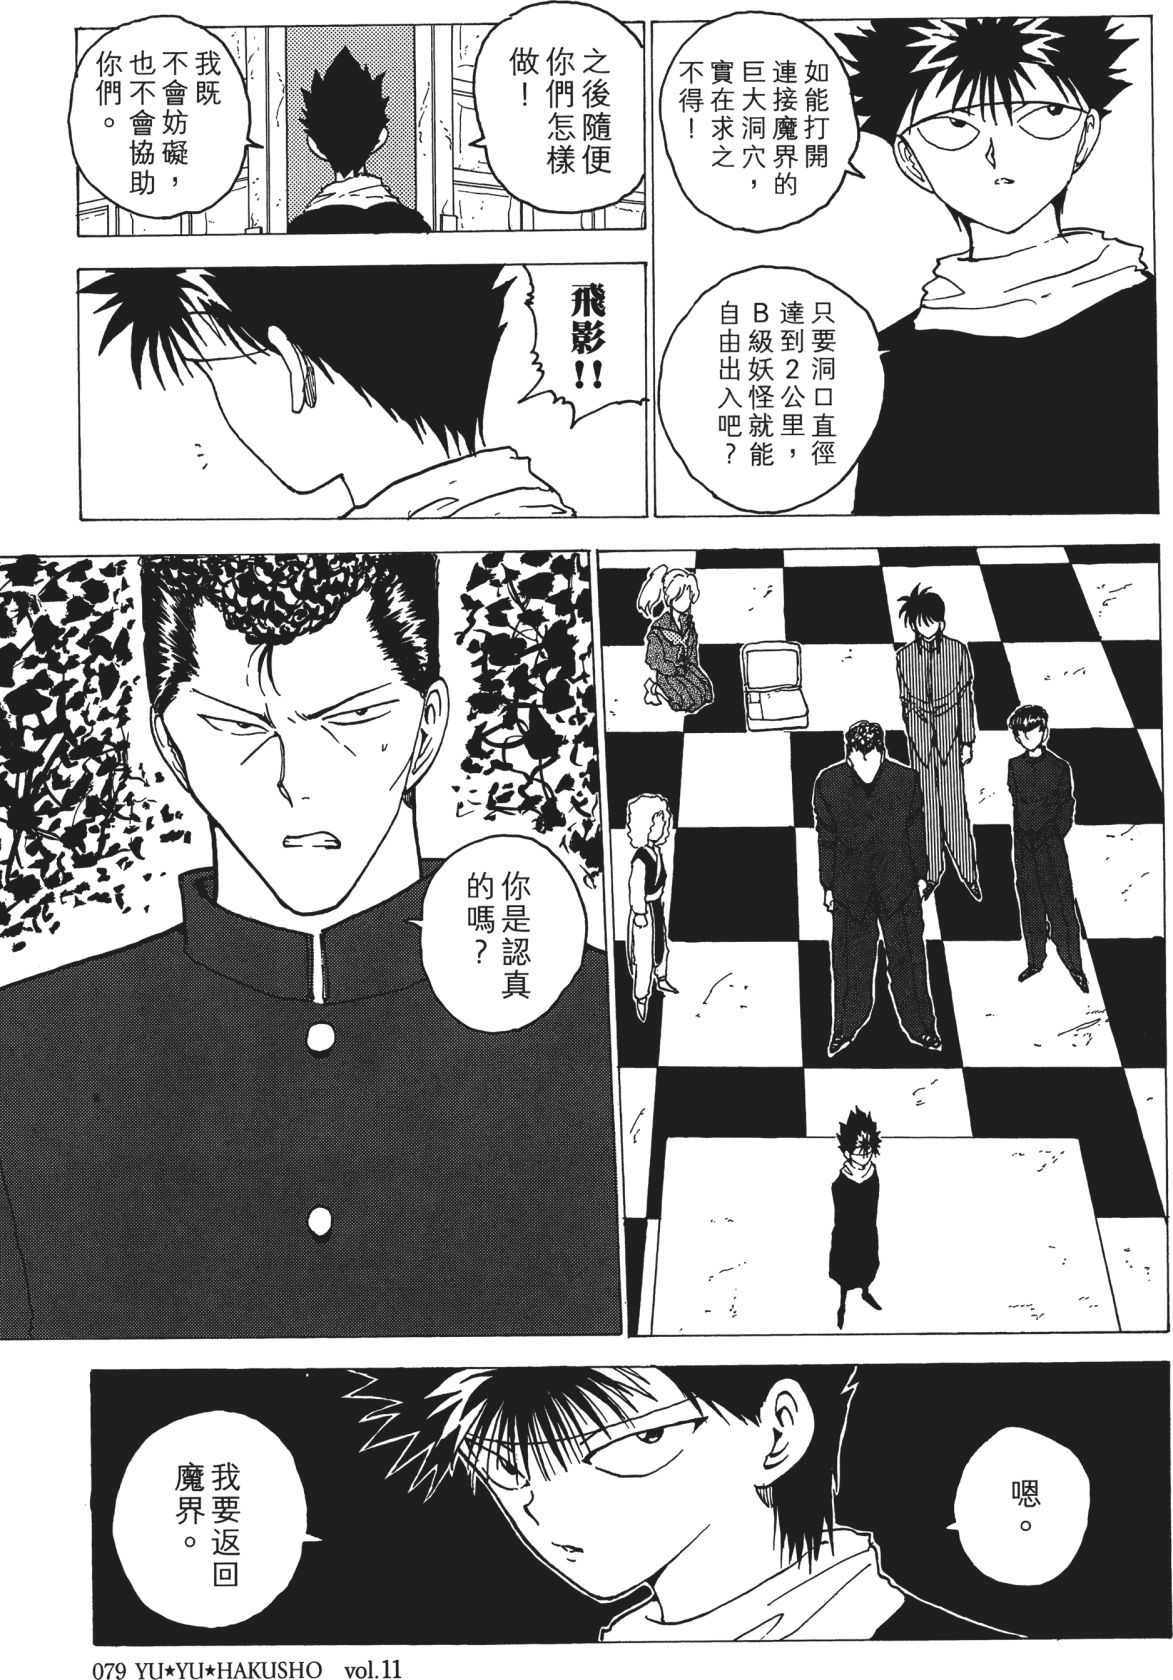 如能打開
連接魔界的
巨大洞穴，
實在求之
不得！
只要洞口直徑
達到2公里，
B級妖怪就能
自由出入吧？
之後隨便
你們怎樣
做！
我既
不會妨礙，
也不會協助
你們。
飛影!!
你是認真
的嗎？
嗯。
我要返回
魔界。
079 YU★YU★HAKUSHO vol.11